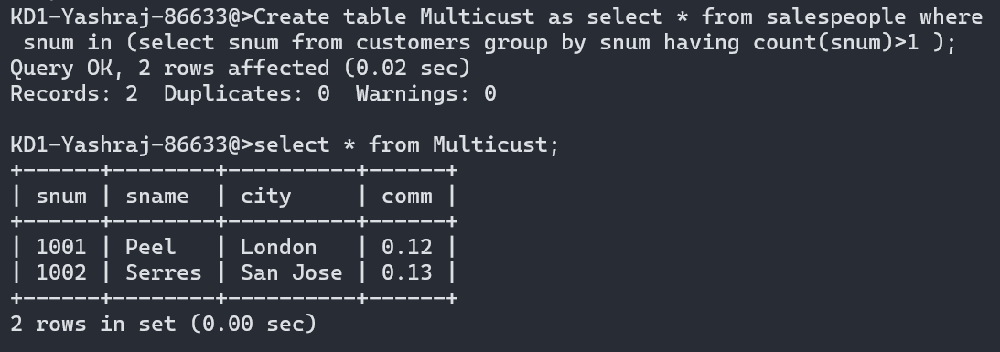 KD1-Yashraj-86633@>Create table Multicust as select * from salespeople where
 snum in (select snum from customers group by snum having count(snum)>1 );
Query OK, 2 rows affected (0.02 sec)
Records: 2  Duplicates: 0  Warnings: 0

KD1-Yashraj-86633@>select * from Multicust;
+------+--------+----------+------+
| snum | sname  | city     | comm |
+------+--------+----------+------+
| 1001 | Peel   | London   | 0.12 |
| 1002 | Serres | San Jose | 0.13 |
+------+--------+----------+------+
2 rows in set (0.00 sec)